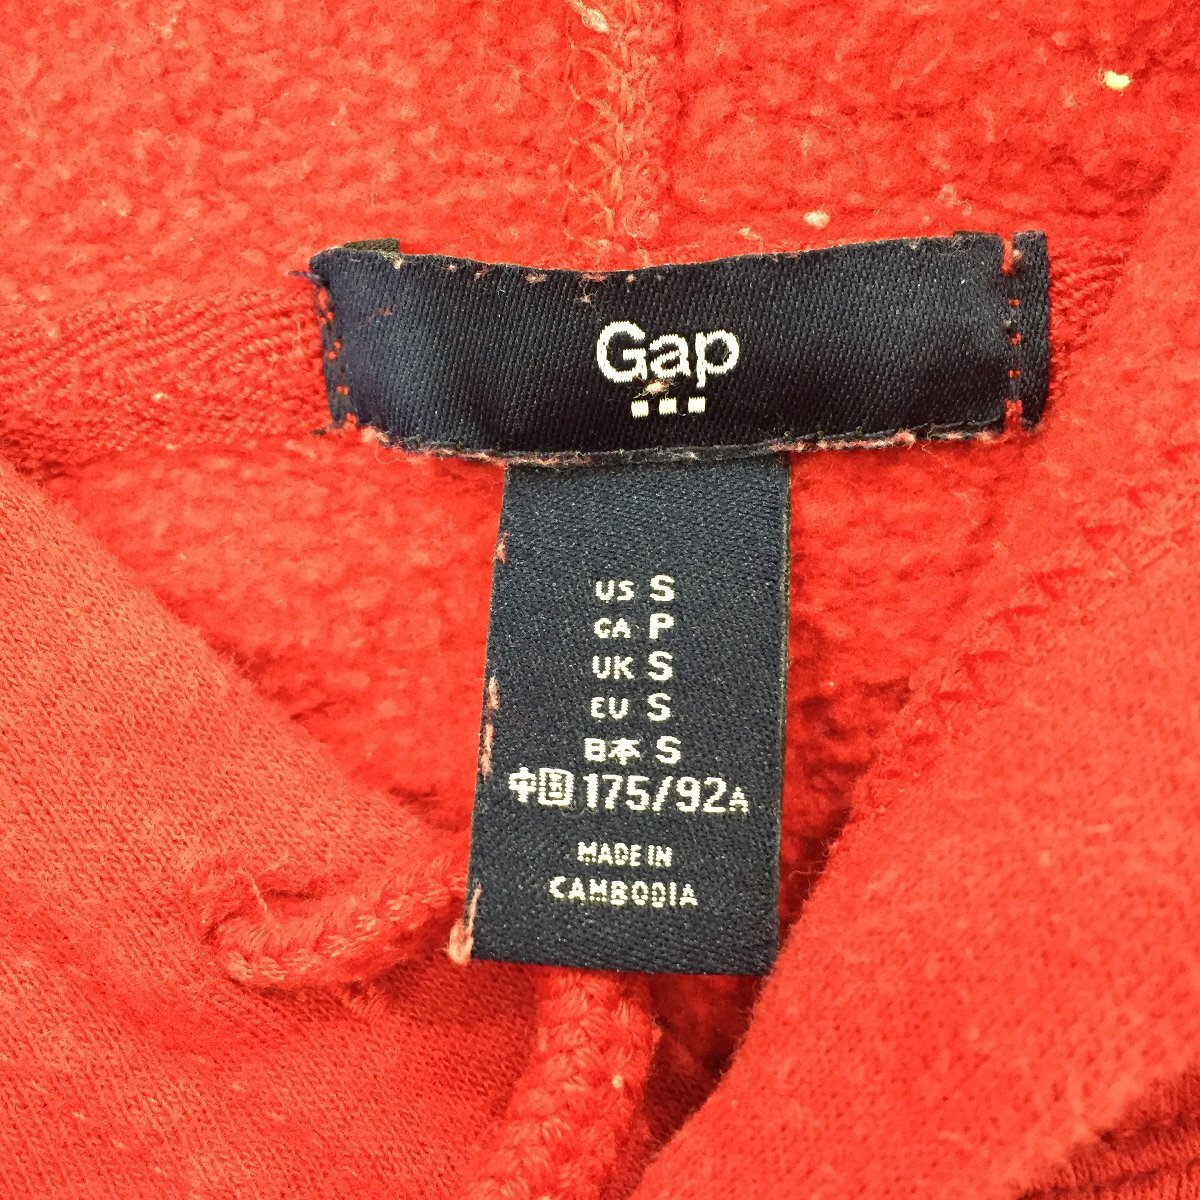 Gap
US S
CA P
UK S
EU S
日本 S
中国 175/92A
MADE IN
CAMBODIA